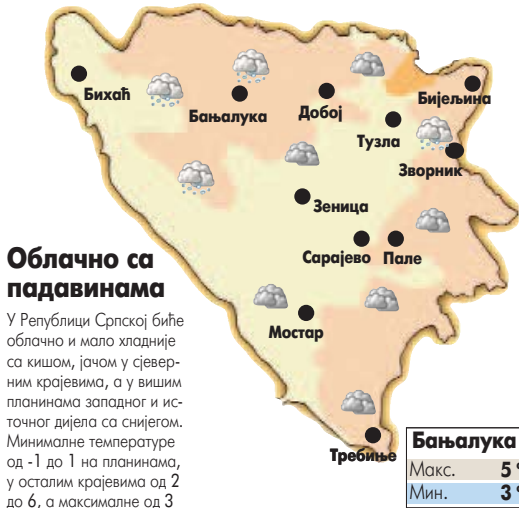 Бихаћ
Бањалука
Добој
Бијељина
Тузла
Зворник
Зеница
Сарајево
Пале
Мостар
Требиње
Облачно са
падавинама
У Републици Српској биће
облачно и мало хладније
са кишом, јачом у сјевер-
ним крајевима, а у вишим
планинама западног и ис-
точног дијела са снијегом.
Минималне температуре
од -1 до 1 на планинама,
у осталим крајевима од 2
до 6, а максималне од 3
Бањалука
Макс. 5 °
Мин. 3 °